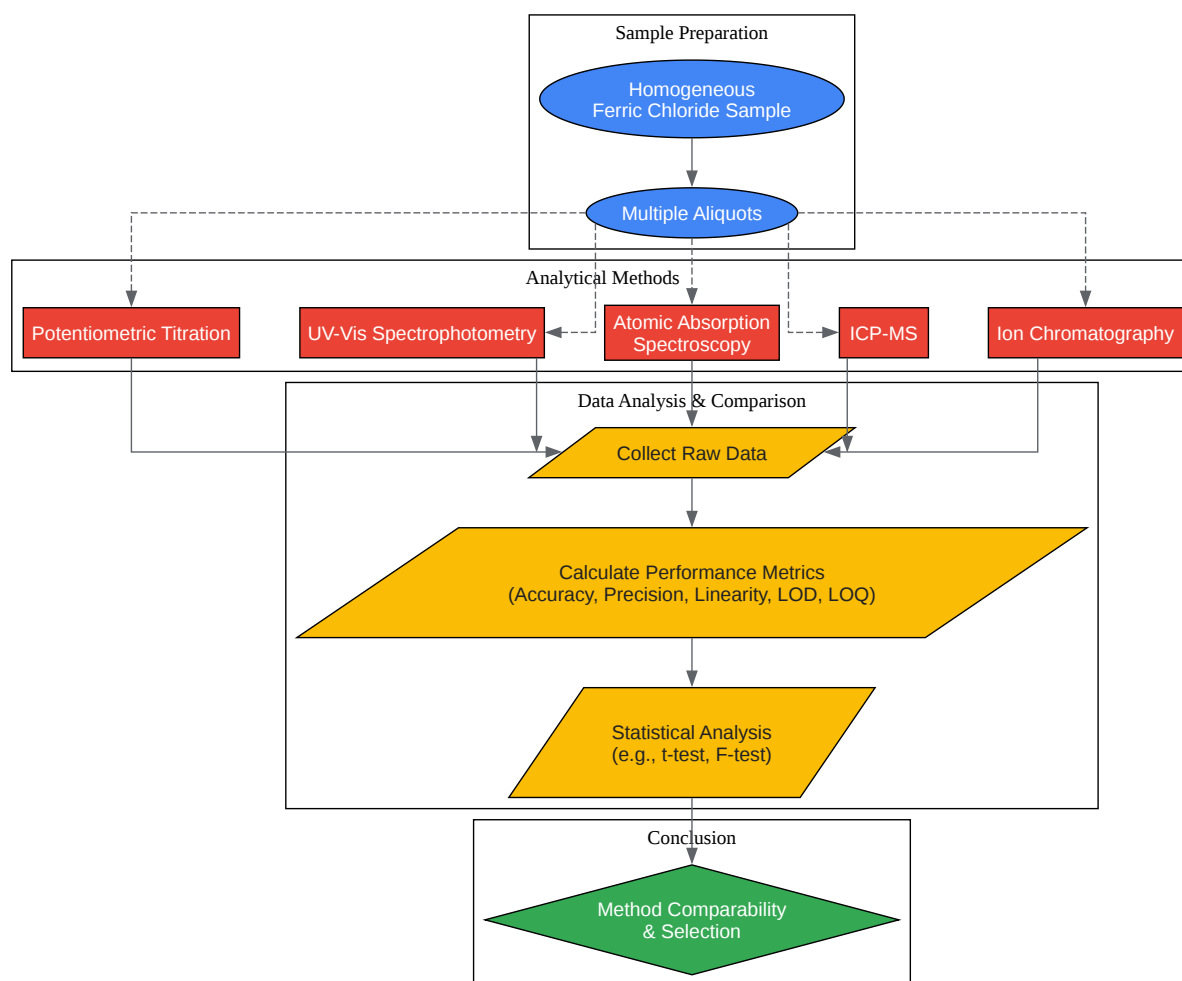 Sample Preparation
Homogeneous
Ferric Chloride Sample
Multiple Aliquots
Analytical Methods
Potentiometric Titration
UV-Vis Spectrophotometry
Atomic Absorption
Spectroscopy
ICP-MS
Ion Chromatography
Data Analysis & Comparison
Collect Raw Data
Calculate Performance Metrics
(Accuracy, Precision, Linearity, LOD, LOQ)
Statistical Analysis
(e.g., t-test, F-test)
Conclusion
Method Comparability
& Selection